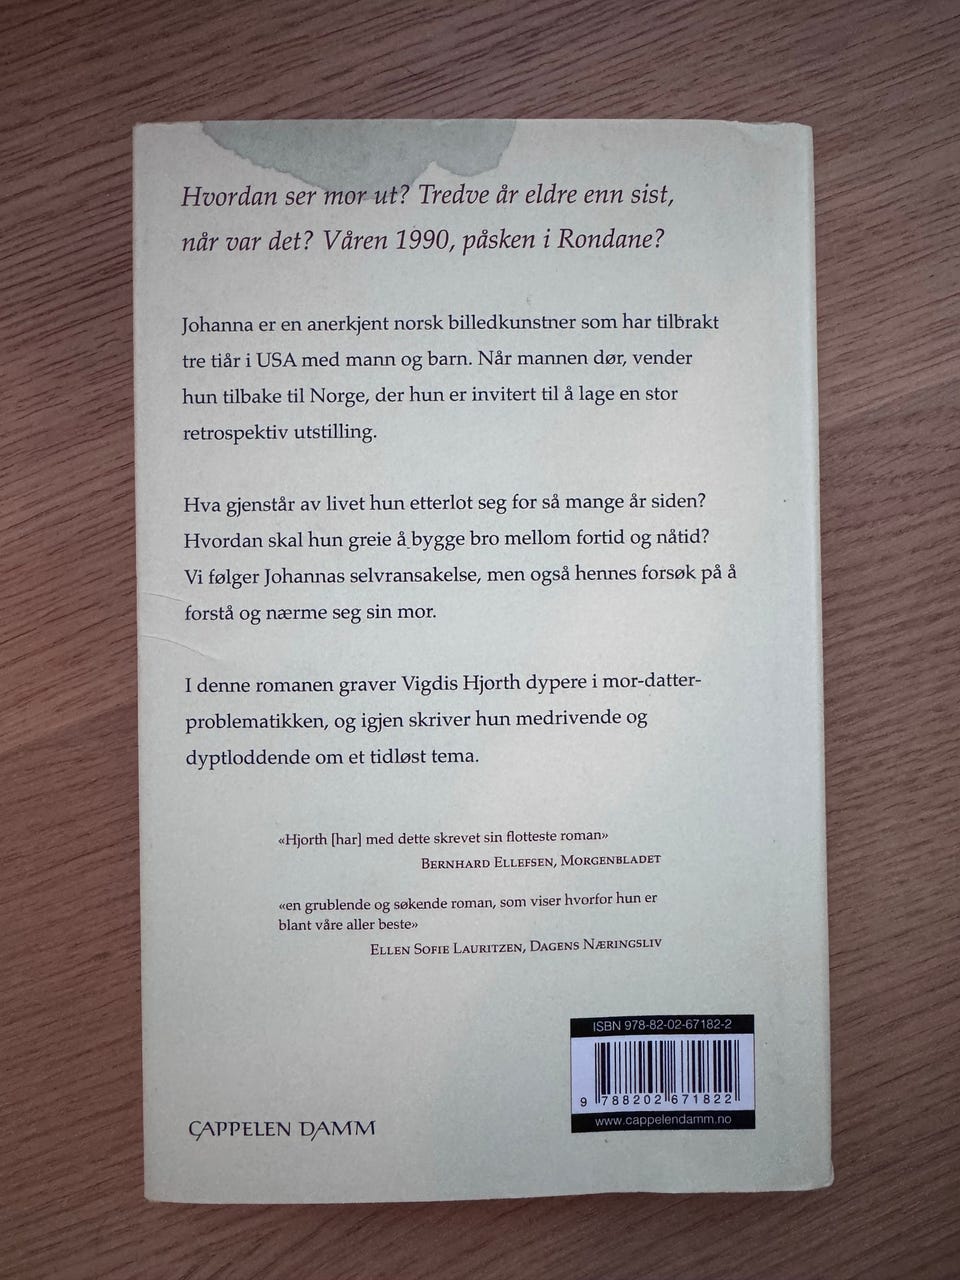 Hvordan ser mor ut? Tredve år eldre enn sist,
når var det? Våren 1990, påsken i Rondane?
Johanna er en anerkjent norsk billedkunstner som har tilbrakt
tre tiår i USA med mann og barn. Når mannen dør, vender
hun tilbake til Norge, der hun er invitert til å lage en stor
retrospektiv utstilling.
Hva gjenstår av livet hun etterlot seg for så mange år siden?
Hvordan skal hun greie å bygge bro mellom fortid og nåtid?
Vi følger Johannas selvransakelse, men også hennes forsøk på å
forstå og nærme seg sin mor.
I denne romanen graver Vigdis Hjorth dypere i mor-datter-
problematikken, og igjen skriver hun medrivende og
dyptloddende om et tidløst tema.
«Hjorth [har] med dette skrevet sin flotteste roman»
BERNHARD ELLEFSEN, MORGENBLADET
«en grublende og søkende roman, som viser hvorfor hun er
blant våre aller beste»
ELLEN SOFIE LAURITZEN, DAGENS NÆRINGSLIV
ISBN 978-82-02-67182-2
9 788202 671822
www.cappelendamm.no
CAPPELEN DAMM